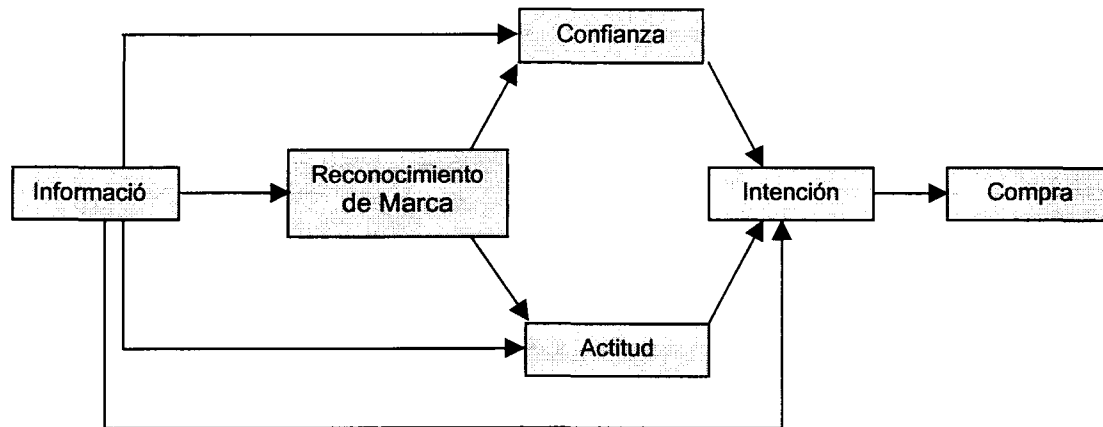 Confianza
Informació
Reconocimiento
de Marca
Intención
Compra
Actitud